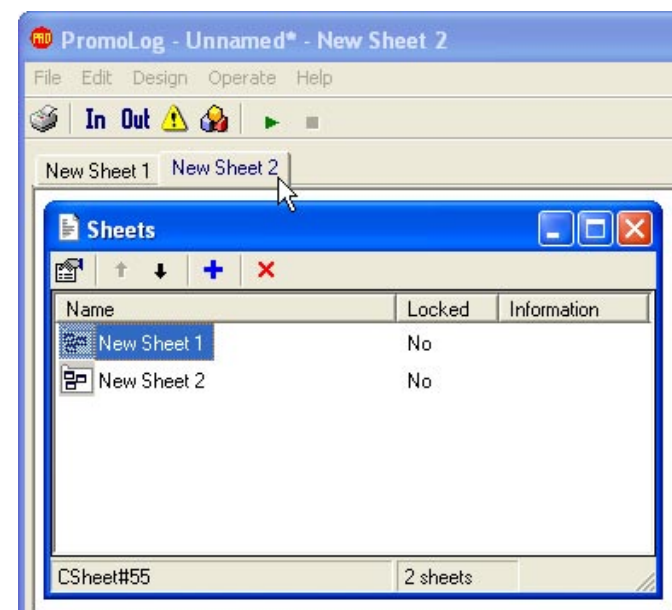 PRO PromoLog - Unnamed* - New Sheet 2
File Edit Design Operate Help
In Out
New Sheet 1 New Sheet 2
Sheets
Name Locked Information
New Sheet 1 No
New Sheet 2 No
CSheet#55 2 sheets